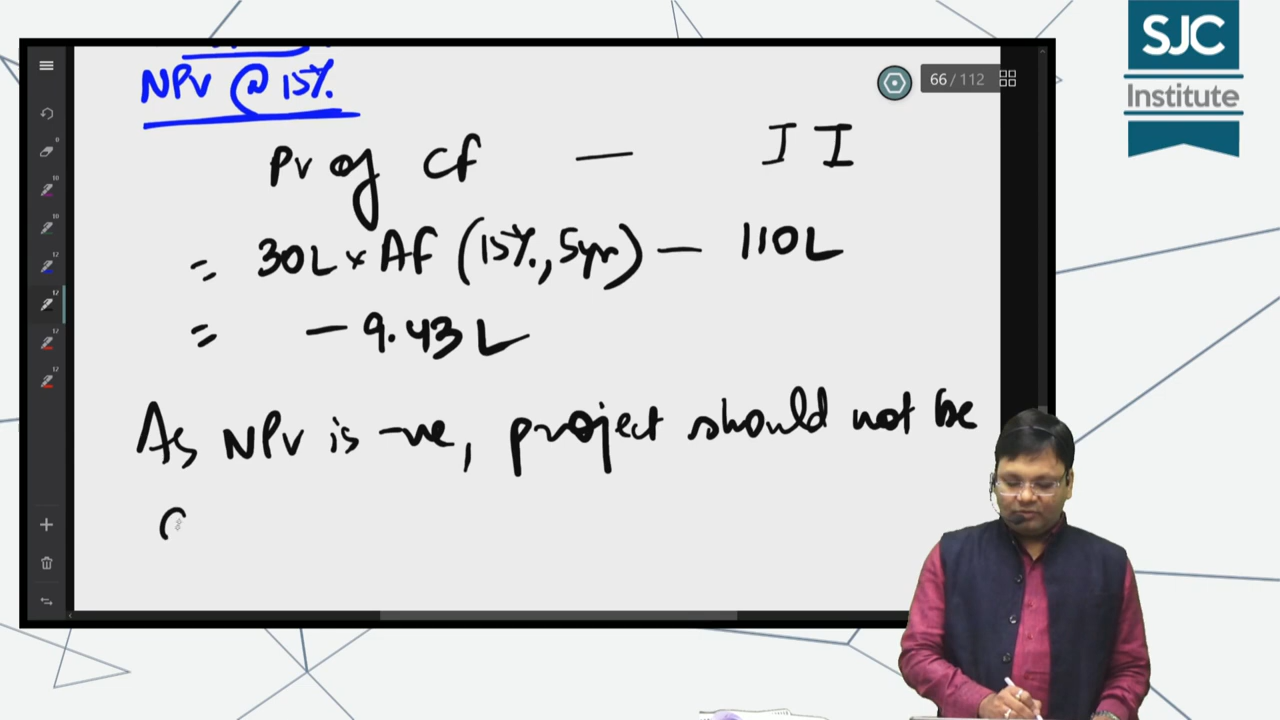 SJC
Institute
66 / 112
NPV @ 15%
PV of Cf — II
= 30L × Af (15%, 5yr) — 110L
= — 9.43 L
As NPV is -ve, project should not be